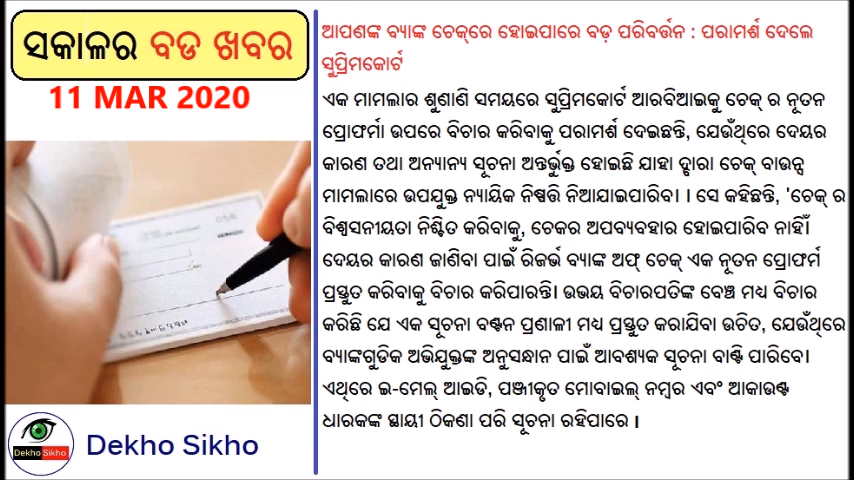 ସକାଳର ବଡ ଖବର
11 MAR 2020
ଆପଣଙ୍କ ବ୍ୟାଙ୍କ ଚେକ୍‌ରେ ହୋଇପାରେ ବଡ଼ ପରିବର୍ତ୍ତନ : ପରାମର୍ଶ ଦେଲେ
ସୁପ୍ରିମକୋର୍ଟ
ଏକ ମାମଲାର ଶୁଣାଣି ସମୟରେ ସୁପ୍ରିମକୋର୍ଟ ଆରବିଆଇକୁ ଚେକ୍ ର ନୂତନ
ପ୍ରୋଫର୍ମା ଉପରେ ବିଚାର କରିବାକୁ ପରାମର୍ଶ ଦେଇଛନ୍ତି, ଯେଉଁଥିରେ ଦେୟର
କାରଣ ତଥା ଅନ୍ୟାନ୍ୟ ସୂଚନା ଅନ୍ତର୍ଭୁକ୍ତ ହୋଇଛି ଯାହା ଦ୍ବାରା ଚେକ୍ ବାଉନ୍ସ
ମାମଲାରେ ଉପଯୁକ୍ତ ନ୍ୟାୟିକ ନିଷ୍ପତ୍ତି ନିଆଯାଇପାରିବ। । ସେ କହିଛନ୍ତି, 'ଚେକ୍ ର
ବିଶ୍ୱସନୀୟତା ନିଶ୍ଚିତ କରିବାକୁ, ଚେକର ଅପବ୍ୟବହାର ହୋଇପାରିବ ନାହିଁ।
ଦେୟର କାରଣ ଜାଣିବା ପାଇଁ ରିଜର୍ଭ ବ୍ୟାଙ୍କ ଅଫ୍ ଚେକ୍ ଏକ ନୂତନ ପ୍ରୋଫର୍ମ
ପ୍ରସ୍ତୁତ କରିବାକୁ ବିଚାର କରିପାରନ୍ତି। ଉଭୟ ବିଚାରପତିଙ୍କ ବେଞ୍ଚ ମଧ୍ୟ ବିଚାର
କରିଛି ଯେ ଏକ ସୂଚନା ବଣ୍ଟନ ପ୍ରଣାଳୀ ମଧ୍ୟ ପ୍ରସ୍ତୁତ କରାଯିବା ଉଚିତ, ଯେଉଁଥିରେ
ବ୍ୟାଙ୍କଗୁଡିକ ଅଭିଯୁକ୍ତଙ୍କ ଅନୁସନ୍ଧାନ ପାଇଁ ଆବଶ୍ୟକ ସୂଚନା ବାଣ୍ଟି ପାରିବେ।
ଏଥିରେ ଇ-ମେଲ୍ ଆଇଡି, ପଞ୍ଜୀକୃତ ମୋବାଇଲ୍ ନମ୍ବର ଏବଂ ଆକାଉଣ୍ଟ
ଧାରକଙ୍କ ସ୍ଥାୟୀ ଠିକଣା ପରି ସୂଚନା ରହିପାରେ ।
Dekho Sikho
Dekho Sikho